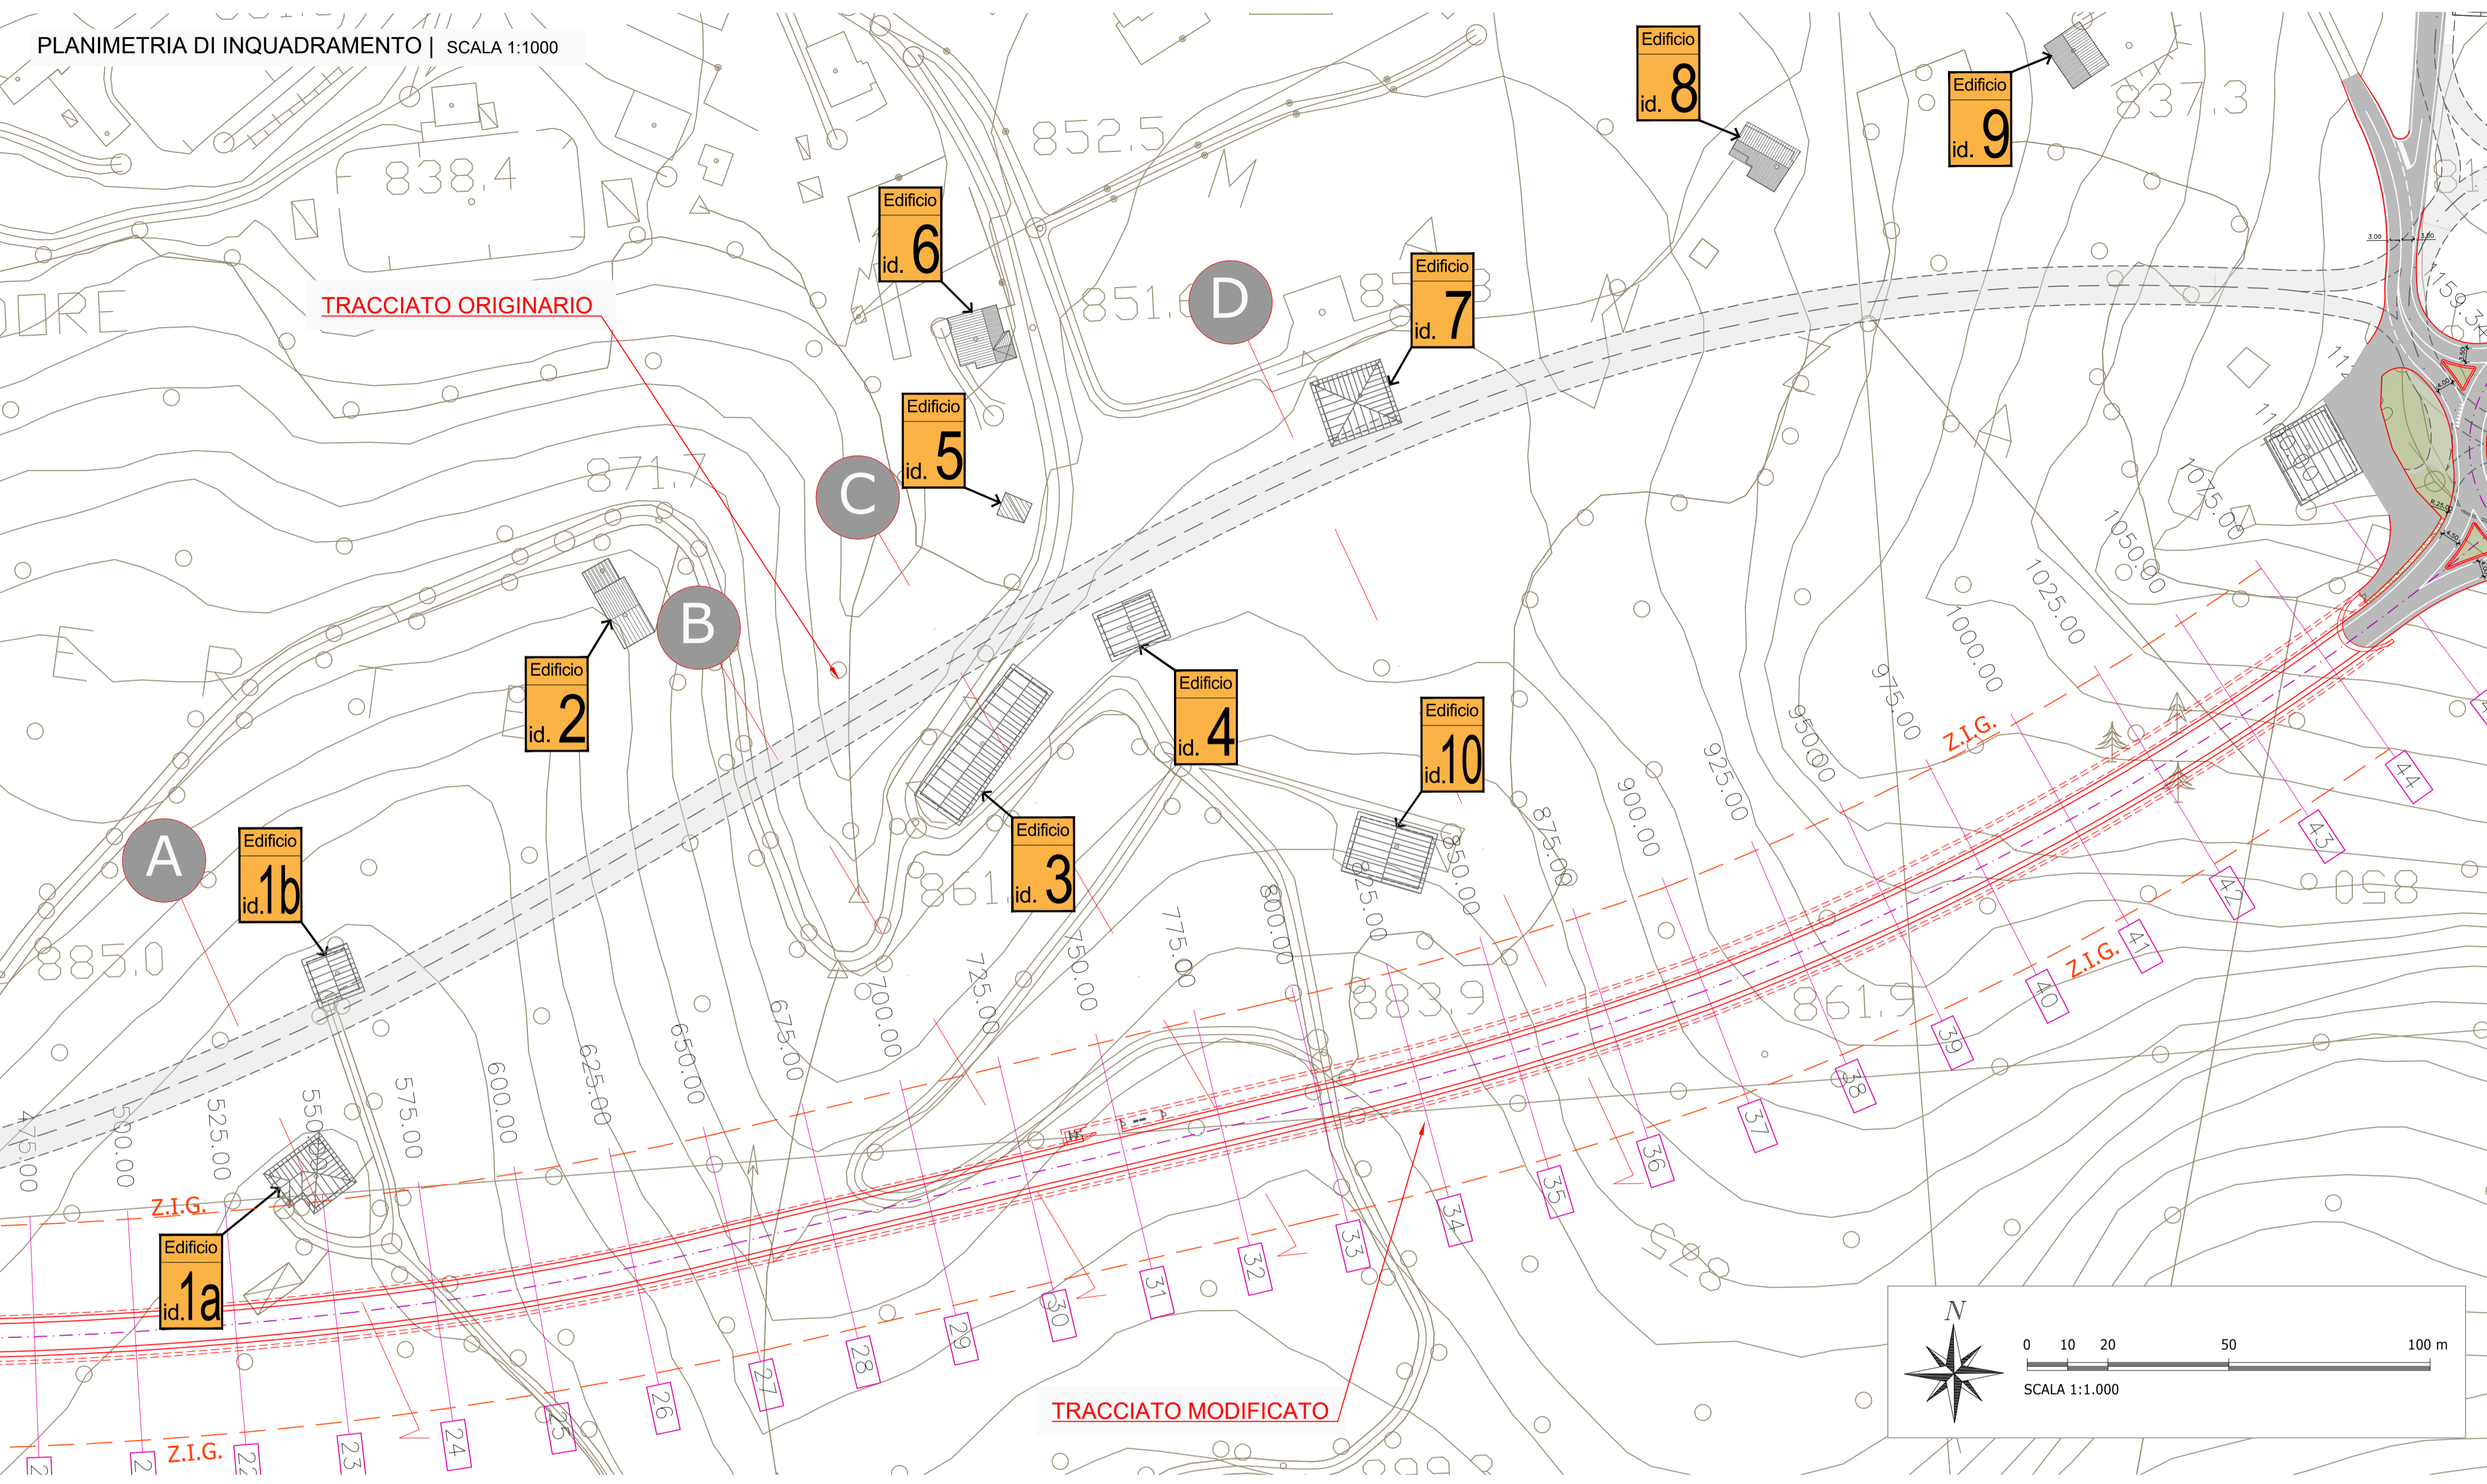 PLANIMETRIA DI INQUADRAMENTO | SCALA 1:1000
838,4
852,5
Edificio
id. 8
Edificio
id. 9
837,3
Edificio
id. 6
TRACCIATO ORIGINARIO
D
Edificio
id. 7
3.00
3.00
Edificio
id. 5
C
871,7
B
Edificio
id. 2
Edificio
id. 4
Edificio
id. 10
Edificio
id. 3
A
Edificio
id. 1b
885,0
883,9
861,9
850,0
878,7
Edificio
id. 1a
475.00
500.00
525.00
575.00
600.00
625.00
650.00
675.00
700.00
725.00
750.00
775.00
800.00
825.00
850.00
875.00
900.00
925.00
950.00
975.00
1000.00
1025.00
1050.00
1075.00
Z.I.G.
Z.I.G.
Z.I.G.
Z.I.G.
23
24
25
26
27
28
29
30
31
32
33
34
35
36
37
38
39
40
41
42
43
44
TRACCIATO MODIFICATO
N
0 10 20 50 100 m
SCALA 1:1.000